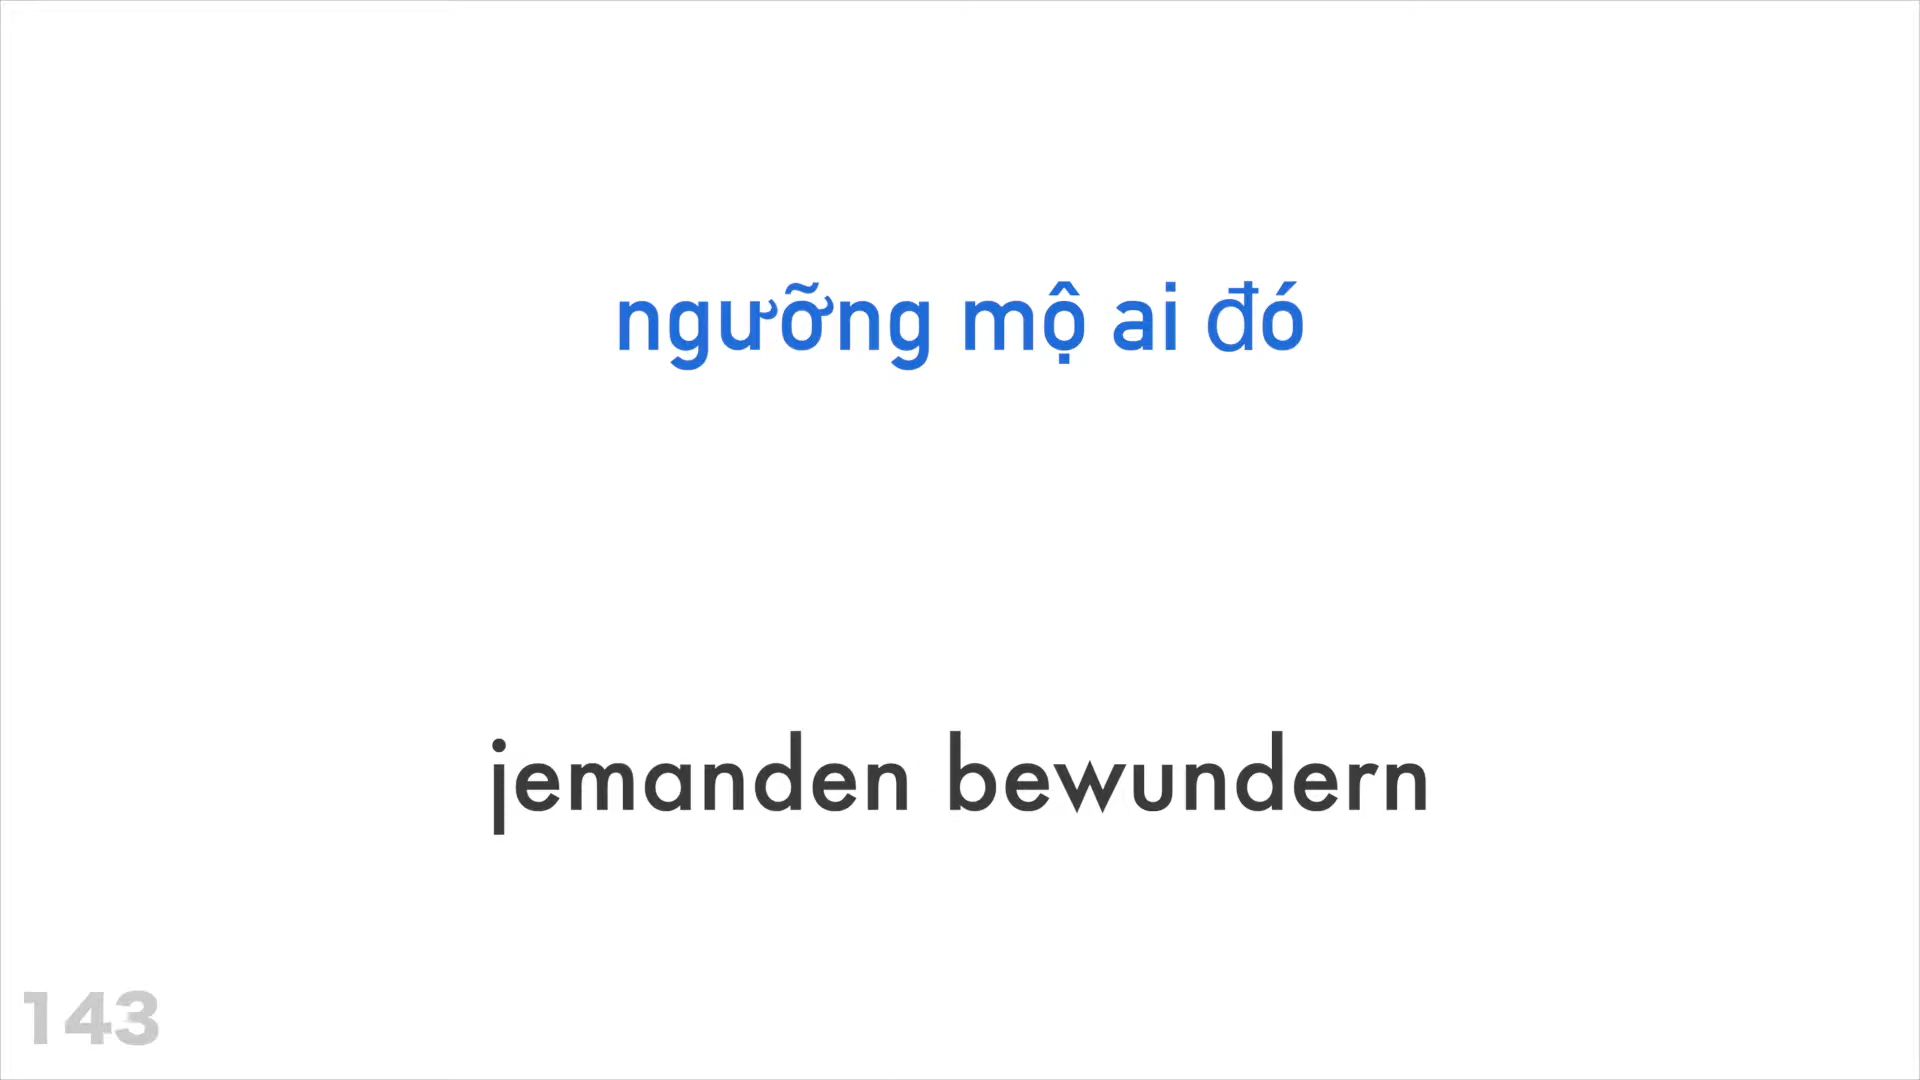 ngưỡng mộ ai đó
jemanden bewundern
143